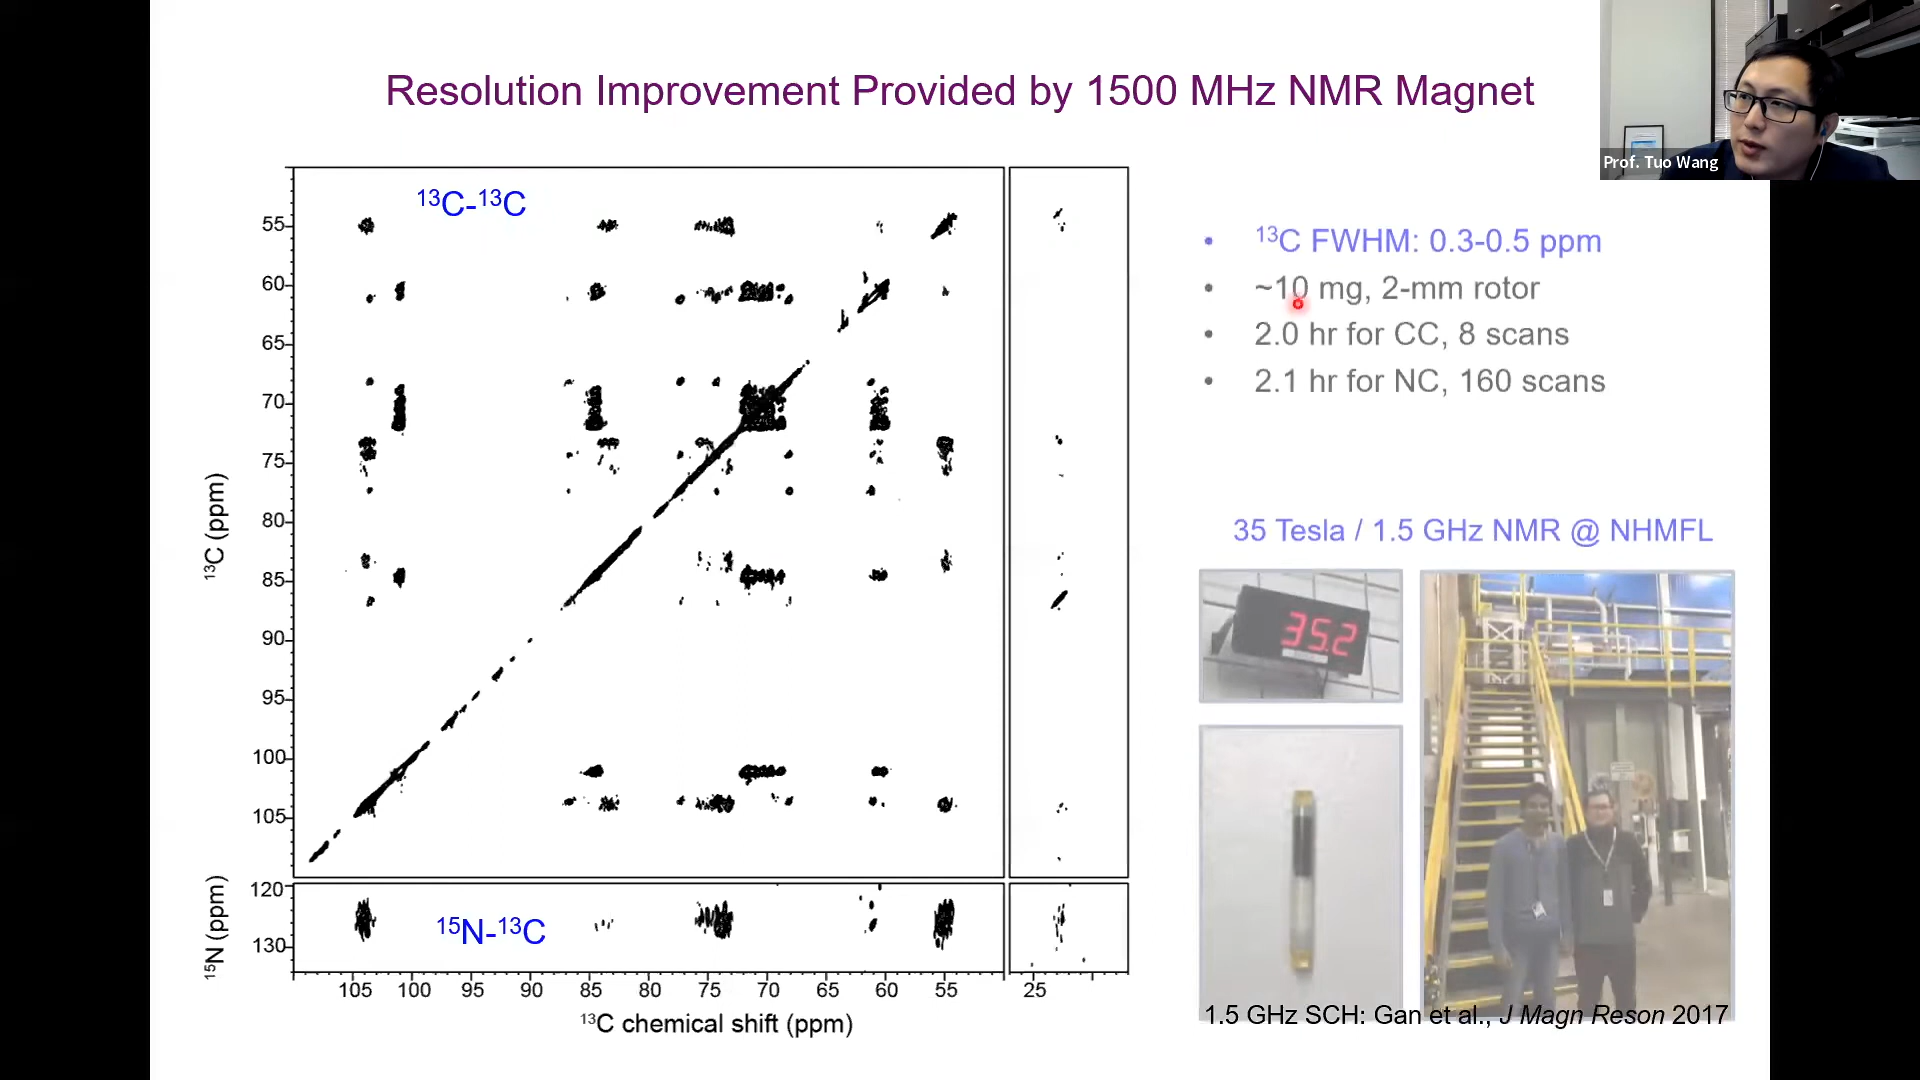 Resolution Improvement Provided by 1500 MHz NMR Magnet
Prof. Tuo Wang
¹³C-¹³C
55
60
65
70
75
80
85
90
95
100
105
¹³C (ppm)
120
130
¹⁵N (ppm)
¹⁵N-¹³C
105 100 95 90 85 80 75 70 65 60 55 25
¹³C chemical shift (ppm)
• ¹³C FWHM: 0.3-0.5 ppm
• ~10 mg, 2-mm rotor
• 2.0 hr for CC, 8 scans
• 2.1 hr for NC, 160 scans
35 Tesla / 1.5 GHz NMR @ NHMFL
35.2
1.5 GHz SCH: Gan et al., J Magn Reson 2017